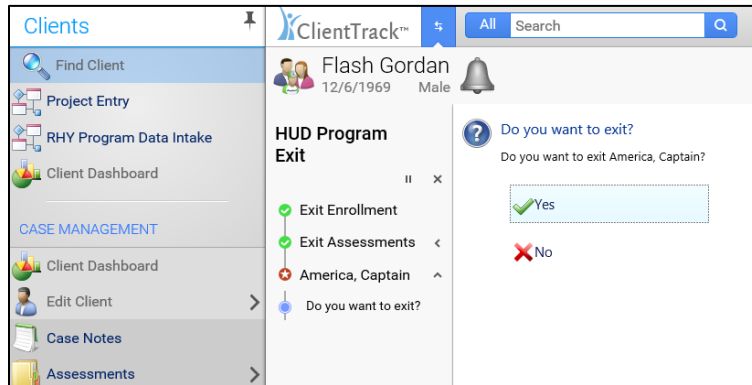 Clients
Find Client
Project Entry
RHY Program Data Intake
Client Dashboard
CASE MANAGEMENT
Client Dashboard
Edit Client
Case Notes
Assessments
ClientTrack™
All Search
Flash Gordan
12/6/1969 Male
HUD Program
Exit
Exit Enrollment
Exit Assessments
America, Captain
Do you want to exit?
Do you want to exit?
Do you want to exit America, Captain?
Yes
No